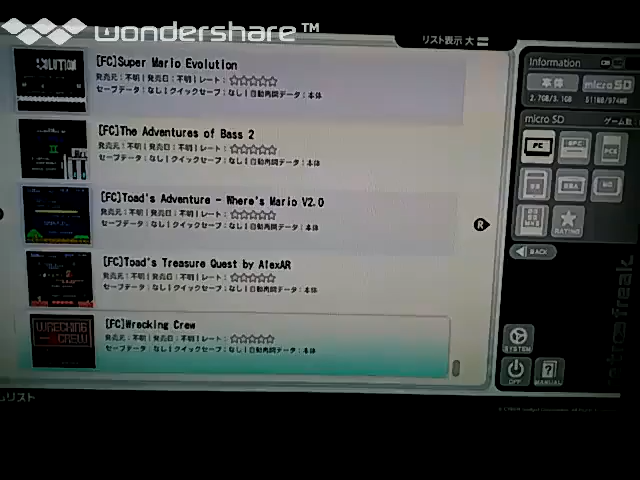 wondershare™
リスト表示 大
[FC]Super Mario Evolution
発売元:不明 | 発売日:不明 | レート:☆☆☆☆☆
セーブデータ:なし | クイックセーブ:なし | 自動再開データ:本体
[FC]The Adventures of Bass 2
発売元:不明 | 発売日:不明 | レート:☆☆☆☆☆
セーブデータ:なし | クイックセーブ:なし | 自動再開データ:本体
[FC]Toad's Adventure - Where's Mario V2.0
発売元:不明 | 発売日:不明 | レート:☆☆☆☆☆
セーブデータ:なし | クイックセーブ:なし | 自動再開データ:本体
[FC]Toad's Treasure Quest by AlexAR
発売元:不明 | 発売日:不明 | レート:☆☆☆☆☆
セーブデータ:なし | クイックセーブ:なし | 自動再開データ:本体
WRECKING
CREW
[FC]Wrecking Crew
発売元:不明 | 発売日:不明 | レート:☆☆☆☆☆
セーブデータ:なし | クイックセーブ:なし | 自動再開データ:本体
R
Information
本体
microSD
2.7GB/3.1GB
511MB/974MB
micro SD
ゲーム数:
FC
SFC
PCE
GBA
MD
RATING
BACK
SYSTEM
OFF
MANUAL
retro freak
リスト